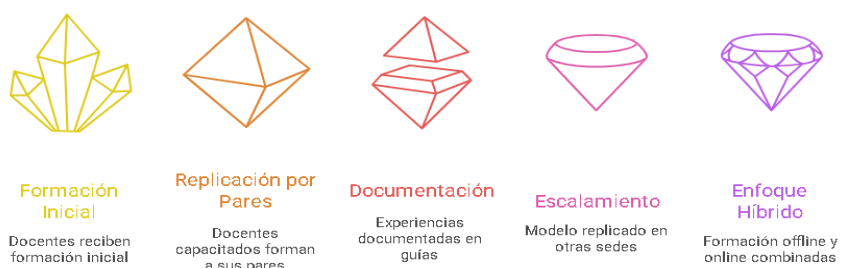 Formación
Inicial
Docentes reciben
formación inicial
Replicación por
Pares
Docentes
capacitados forman
a sus pares
Documentación
Experiencias
documentadas en
guías
Escalamiento
Modelo replicado en
otras sedes
Enfoque
Híbrido
Formación offline y
online combinadas